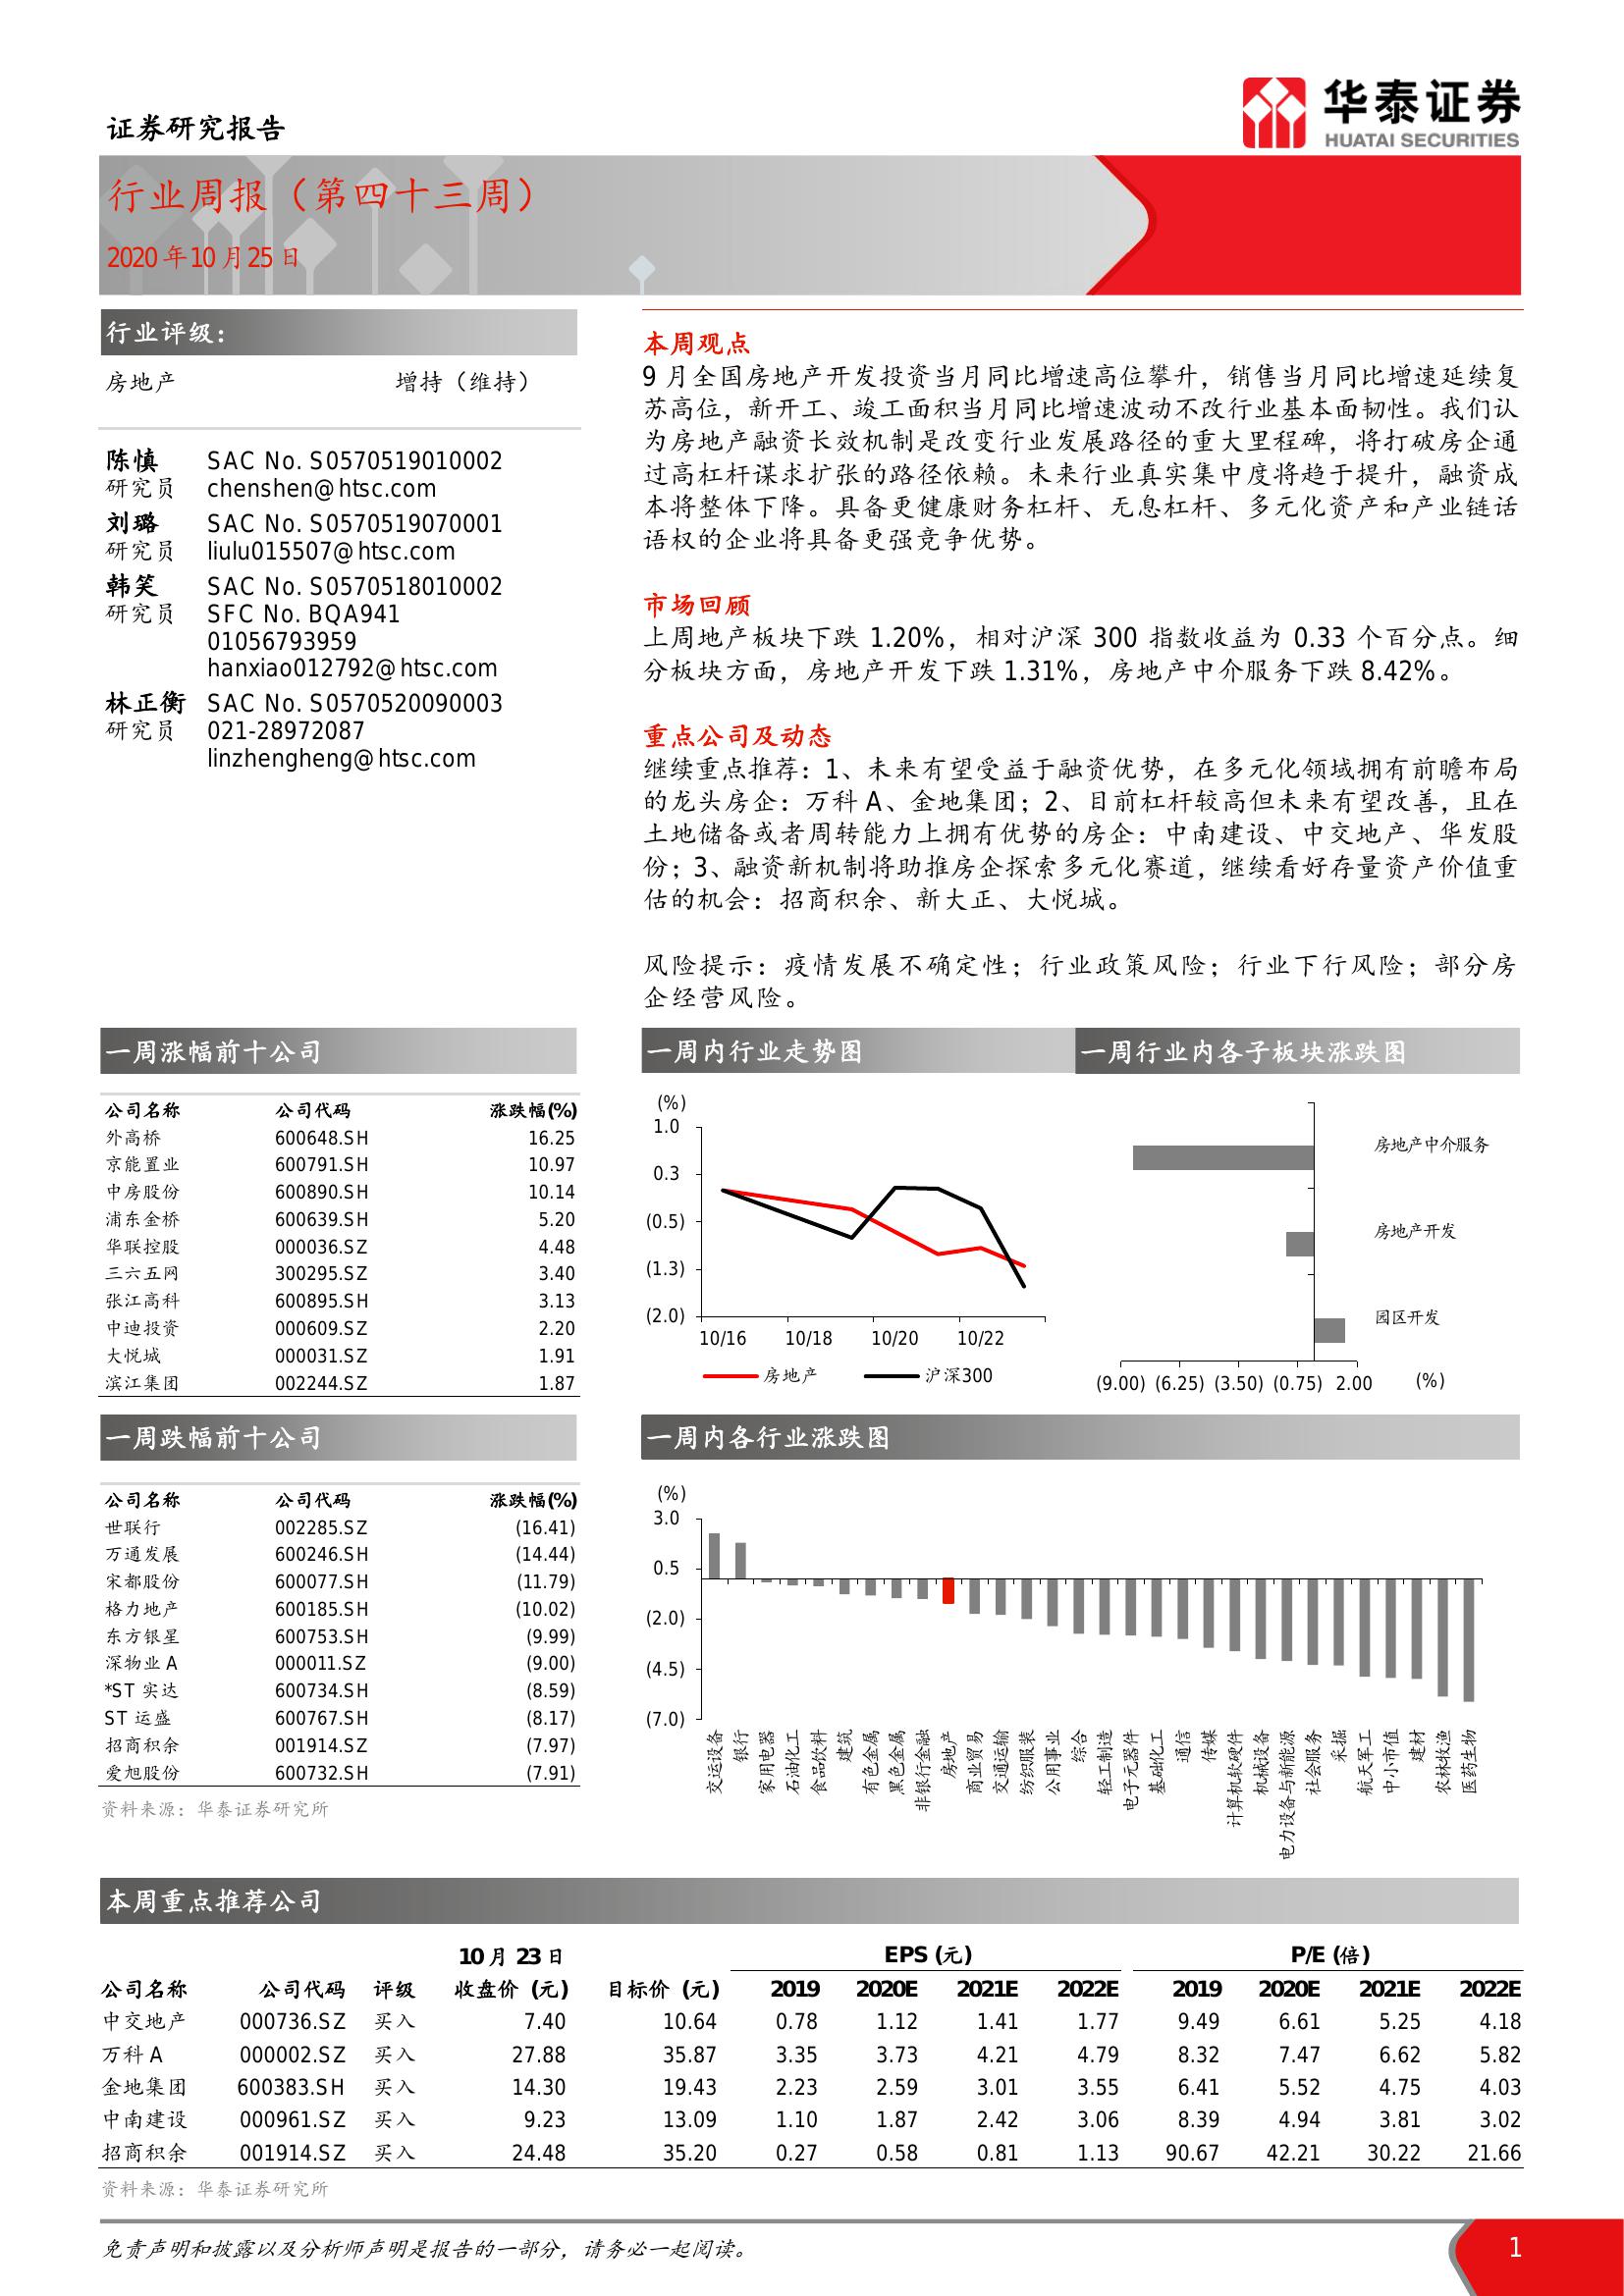 证券研究报告
华泰证券
HUATAI SECURITIES
行业周报（第四十三周）
2020年10月25日
行业评级：
房地产 增持（维持）
陈慎 SAC No. S0570519010002
研究员 chenshen@htsc.com
刘璐 SAC No. S0570519070001
研究员 liulu015507@htsc.com
韩笑 SAC No. S0570518010002
研究员 SFC No. BQA941
01056793959
hanxiao012792@htsc.com
林正衡 SAC No. S0570520090003
研究员 021-28972087
linzhengheng@htsc.com
本周观点
9 月全国房地产开发投资当月同比增速高位攀升，销售当月同比增速延续复
苏高位，新开工、竣工面积当月同比增速波动不改行业基本面韧性。我们认
为房地产融资长效机制是改变行业发展路径的重大里程碑，将打破房企通
过高杠杆谋求扩张的路径依赖。未来行业真实集中度将趋于提升，融资成
本将整体下降。具备更健康财务杠杆、无息杠杆、多元化资产和产业链话
语权的企业将具备更强竞争优势。
市场回顾
上周地产板块下跌 1.20%，相对沪深 300 指数收益为 0.33 个百分点。细
分板块方面，房地产开发下跌 1.31%，房地产中介服务下跌 8.42%。
重点公司及动态
继续重点推荐：1、未来有望受益于融资优势，在多元化领域拥有前瞻布局
的龙头房企：万科 A、金地集团；2、目前杠杆较高但未来有望改善，且在
土地储备或者周转能力上拥有优势的房企：中南建设、中交地产、华发股
份；3、融资新机制将助推房企探索多元化赛道，继续看好存量资产价值重
估的机会：招商积余、新大正、大悦城。
风险提示：疫情发展不确定性；行业政策风险；行业下行风险；部分房
企经营风险。
一周涨幅前十公司
公司名称 公司代码 涨跌幅(%)
外高桥 600648.SH 16.25
京能置业 600791.SH 10.97
中房股份 600890.SH 10.14
浦东金桥 600639.SH 5.20
华联控股 000036.SZ 4.48
三六五网 300295.SZ 3.40
张江高科 600895.SH 3.13
中迪投资 000609.SZ 2.20
大悦城 000031.SZ 1.91
滨江集团 002244.SZ 1.87
一周跌幅前十公司
公司名称 公司代码 涨跌幅(%)
世联行 002285.SZ (16.41)
万通发展 600246.SH (14.44)
宋都股份 600077.SH (11.79)
格力地产 600185.SH (10.02)
东方银星 600753.SH (9.99)
深物业 A 000011.SZ (9.00)
*ST 实达 600734.SH (8.59)
ST 运盛 600767.SH (8.17)
招商积余 001914.SZ (7.97)
爱旭股份 600732.SH (7.91)
资料来源：华泰证券研究所
一周内行业走势图
(%)
1.0
0.3
(0.5)
(1.3)
(2.0)
10/16 10/18 10/20 10/22
房地产 沪深300
一周行业内各子板块涨跌图
房地产中介服务
房地产开发
园区开发
(9.00) (6.25) (3.50) (0.75) 2.00 (%)
一周内各行业涨跌图
(%)
3.0
0.5
(2.0)
(4.5)
(7.0)
交运设备
银行
家用电器
石油化工
食品饮料
建筑
有色金属
黑色金属
非银行金融
房地产
商业贸易
交通运输
纺织服装
公用事业
综合
轻工制造
电子元器件
基础化工
通信
传媒
计算机软硬件
机械设备
电力设备与新能源
社会服务
采掘
航天军工
中小市值
建材
农林牧渔
医药生物
本周重点推荐公司
10 月 23 日 EPS (元) P/E (倍)
公司名称 公司代码 评级 收盘价 (元) 目标价 (元) 2019 2020E 2021E 2022E 2019 2020E 2021E 2022E
中交地产 000736.SZ 买入 7.40 10.64 0.78 1.12 1.41 1.77 9.49 6.61 5.25 4.18
万科 A 000002.SZ 买入 27.88 35.87 3.35 3.73 4.21 4.79 8.32 7.47 6.62 5.82
金地集团 600383.SH 买入 14.30 19.43 2.23 2.59 3.01 3.55 6.41 5.52 4.75 4.03
中南建设 000961.SZ 买入 9.23 13.09 1.10 1.87 2.42 3.06 8.39 4.94 3.81 3.02
招商积余 001914.SZ 买入 24.48 35.20 0.27 0.58 0.81 1.13 90.67 42.21 30.22 21.66
资料来源：华泰证券研究所
免责声明和披露以及分析师声明是报告的一部分，请务必一起阅读。 1